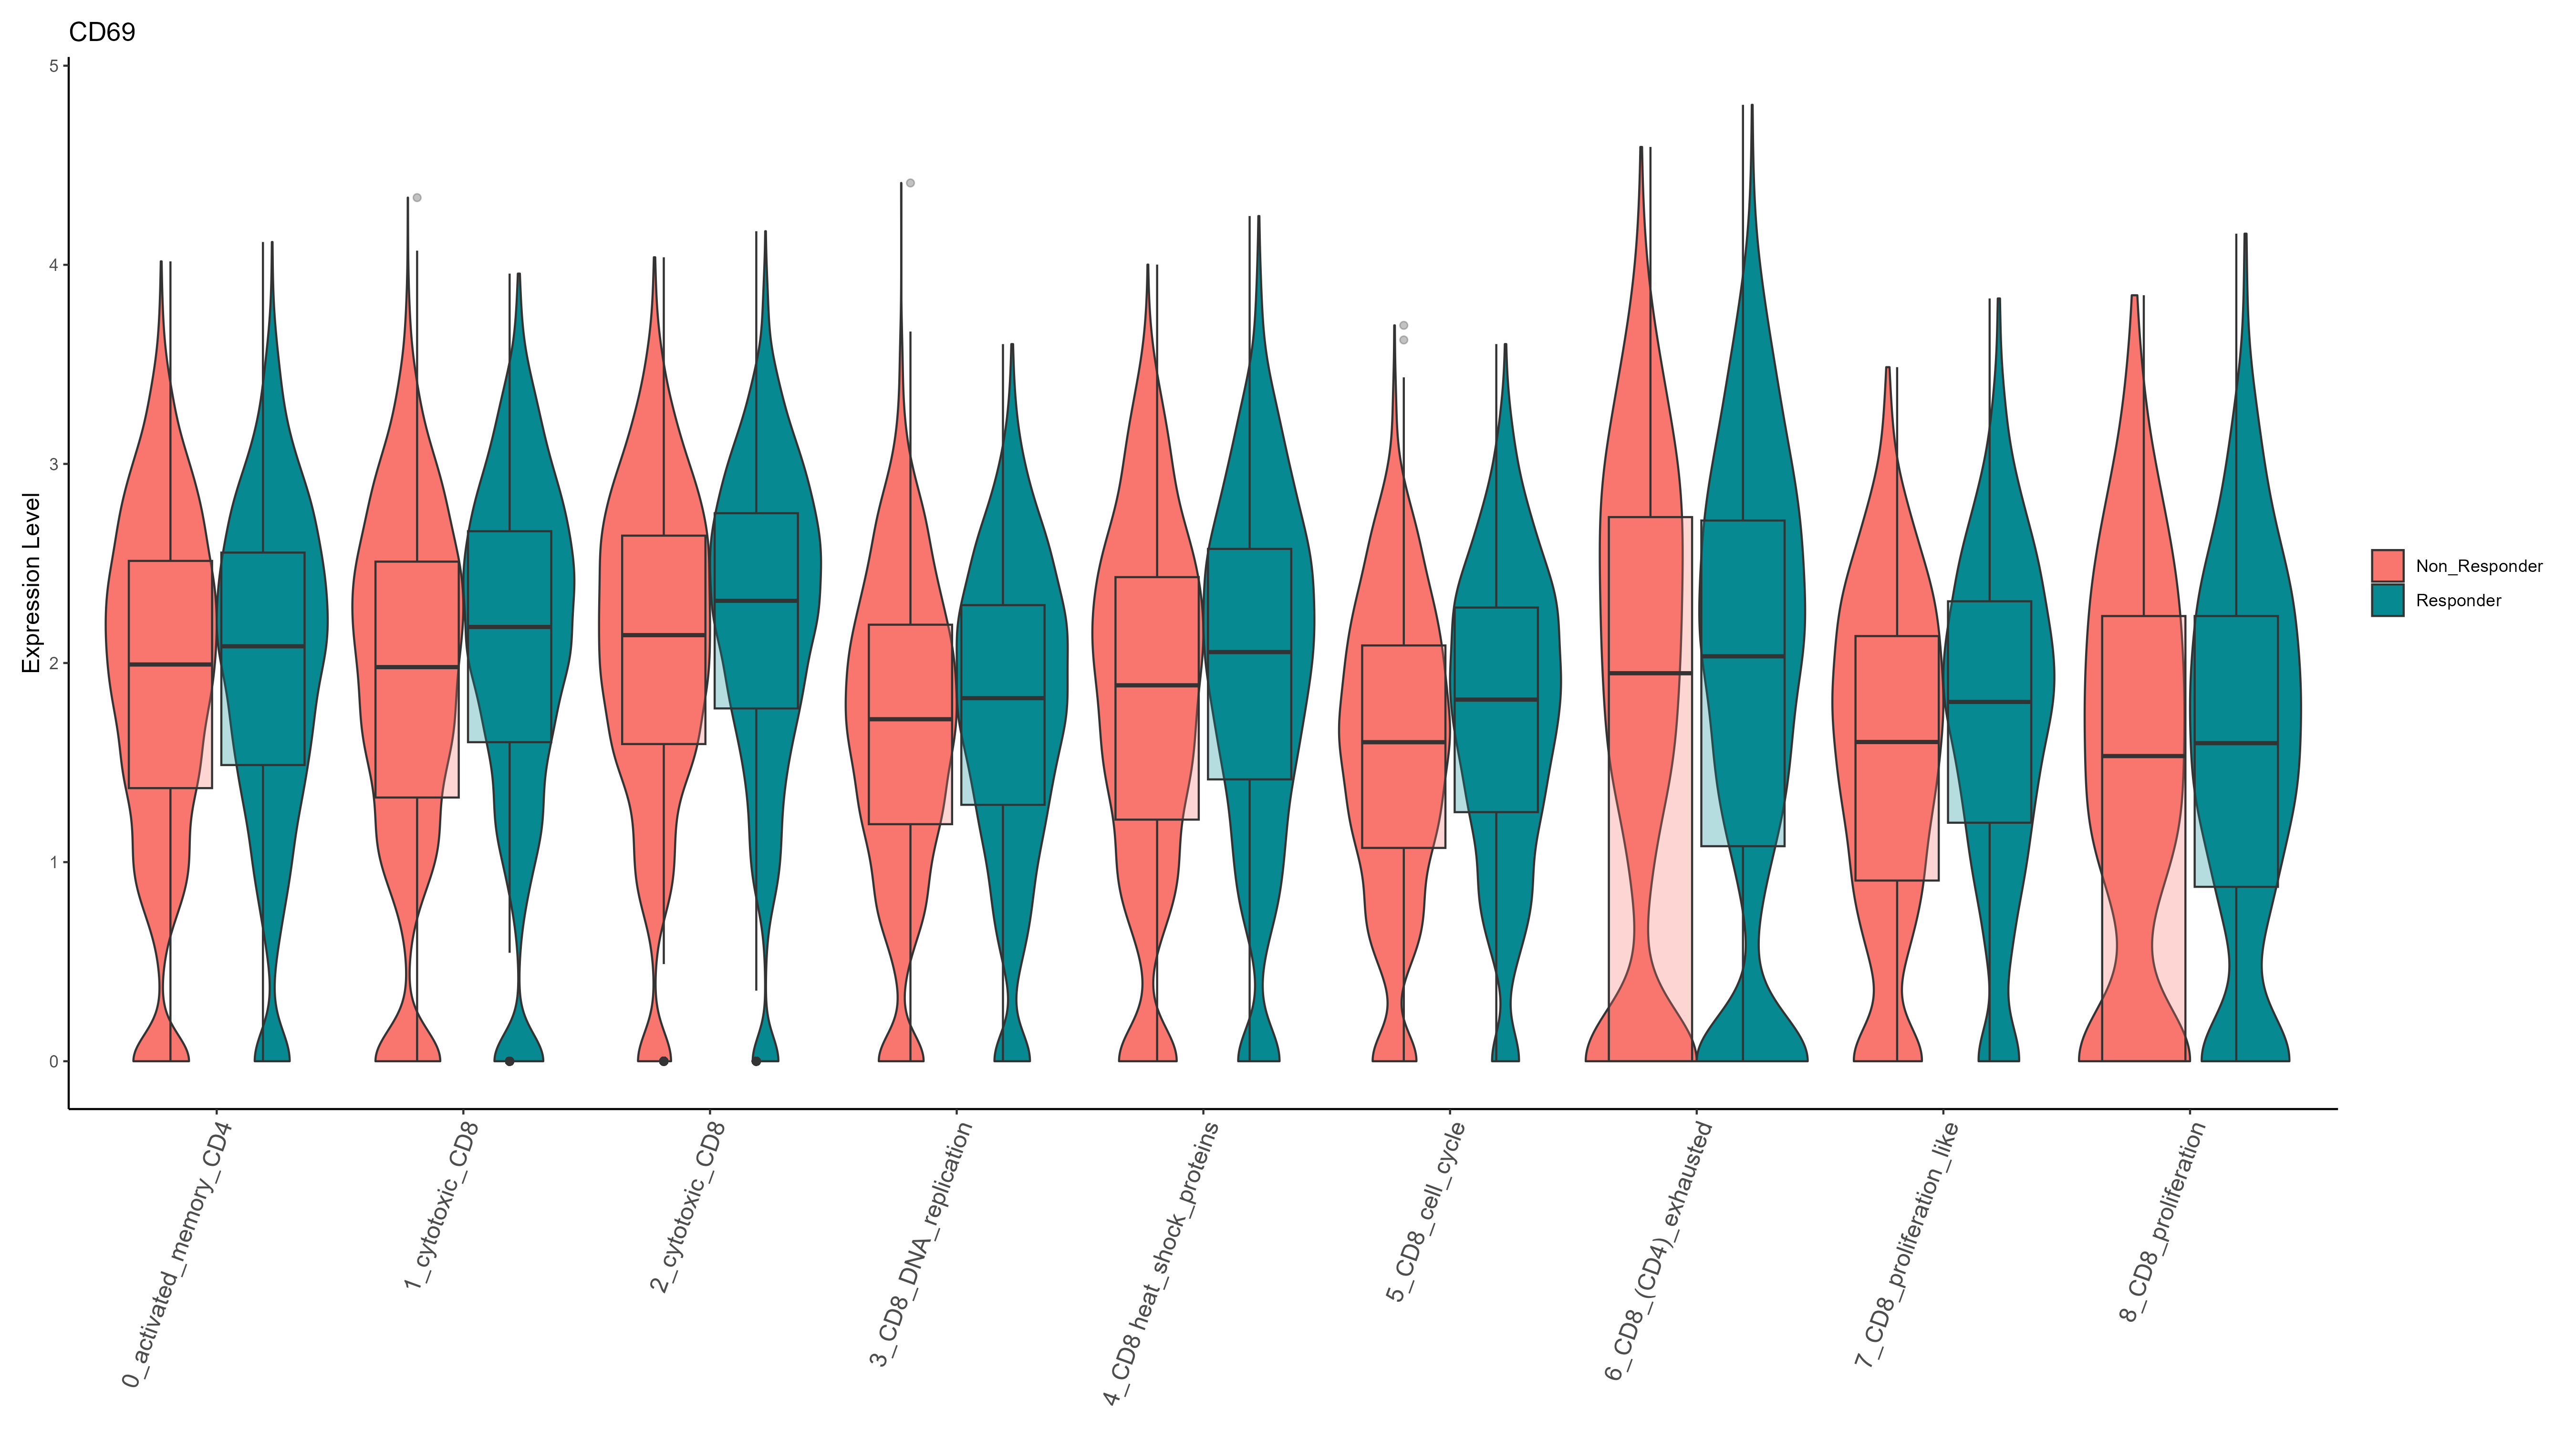 CD69
Expression Level
5
4
3
2
1
0
0_activated_memory_CD4
1_cytotoxic_CD8
2_cytotoxic_CD8
3_CD8_DNA_replication
4_CD8 heat_shock_proteins
5_CD8_cell_cycle
6_CD8_(CD4)_exhausted
7_CD8_proliferation_like
8_CD8_proliferation
Non_Responder
Responder